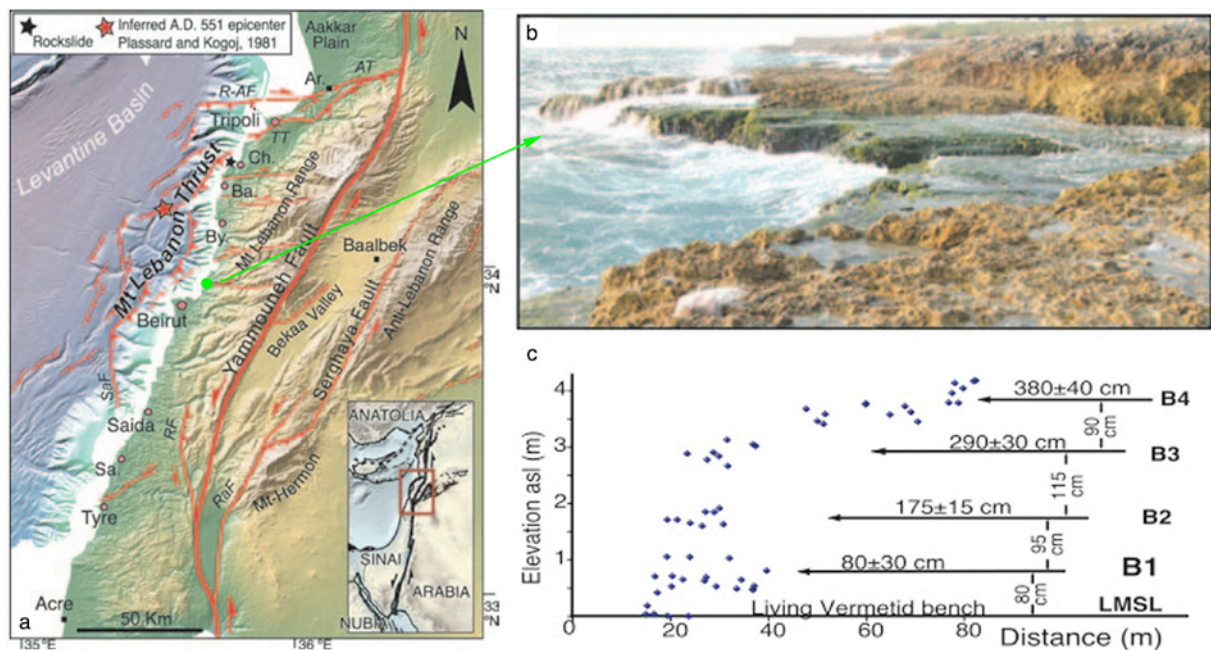 Rockslide
Inferred A.D. 551 epicenter
Plassard and Kogoj, 1981
Aakkar
Plain
N
Levantine Basin
R-AF
AT
Ar.
Tripoli
TT
Ch.
Ba.
By.
Mt Lebanon Thrust
Mt Lebanon Range
Baalbek
34
°N
Beirut
Yammouneh Fault
Bekaa Valley
Serghaya Fault
Anti-Lebanon Range
SaF
Saida
RF
Sa.
RaF
Mt-Hermon
Tyre
Acre
50 Km
a
35°E
36 °E
33
°N
ANATOLIA
SINAI
ARABIA
NUBIA
b
c
Elevation asl (m)
4
3
2
1
0
380±40 cm
B4
90
cm
290±30 cm
B3
115
cm
175±15 cm
B2
95
cm
80±30 cm
B1
80
cm
Living Vermetid bench
LMSL
0 20 40 60 80
Distance (m)